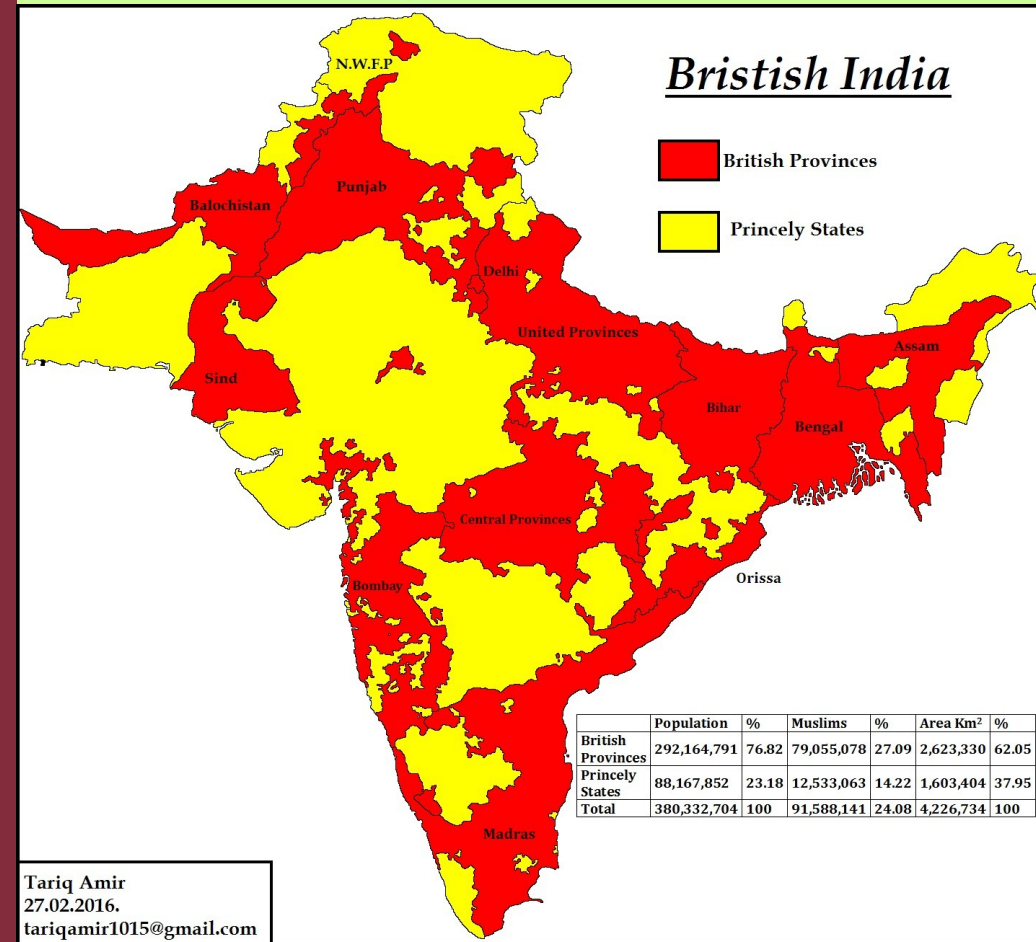 Bristish India
British Provinces
Princely States
N.W.F.P
Punjab
Balochistan
Delhi
United Provinces
Assam
Sind
Bihar
Bengal
Central Provinces
Orissa
Bombay
Madras
Population % Muslims % Area Km² %
British
Provinces 292,164,791 76.82 79,055,078 27.09 2,623,330 62.05
Princely
States 88,167,852 23.18 12,533,063 14.22 1,603,404 37.95
Total 380,332,704 100 91,588,141 24.08 4,226,734 100
Tariq Amir
27.02.2016.
tariqamir1015@gmail.com